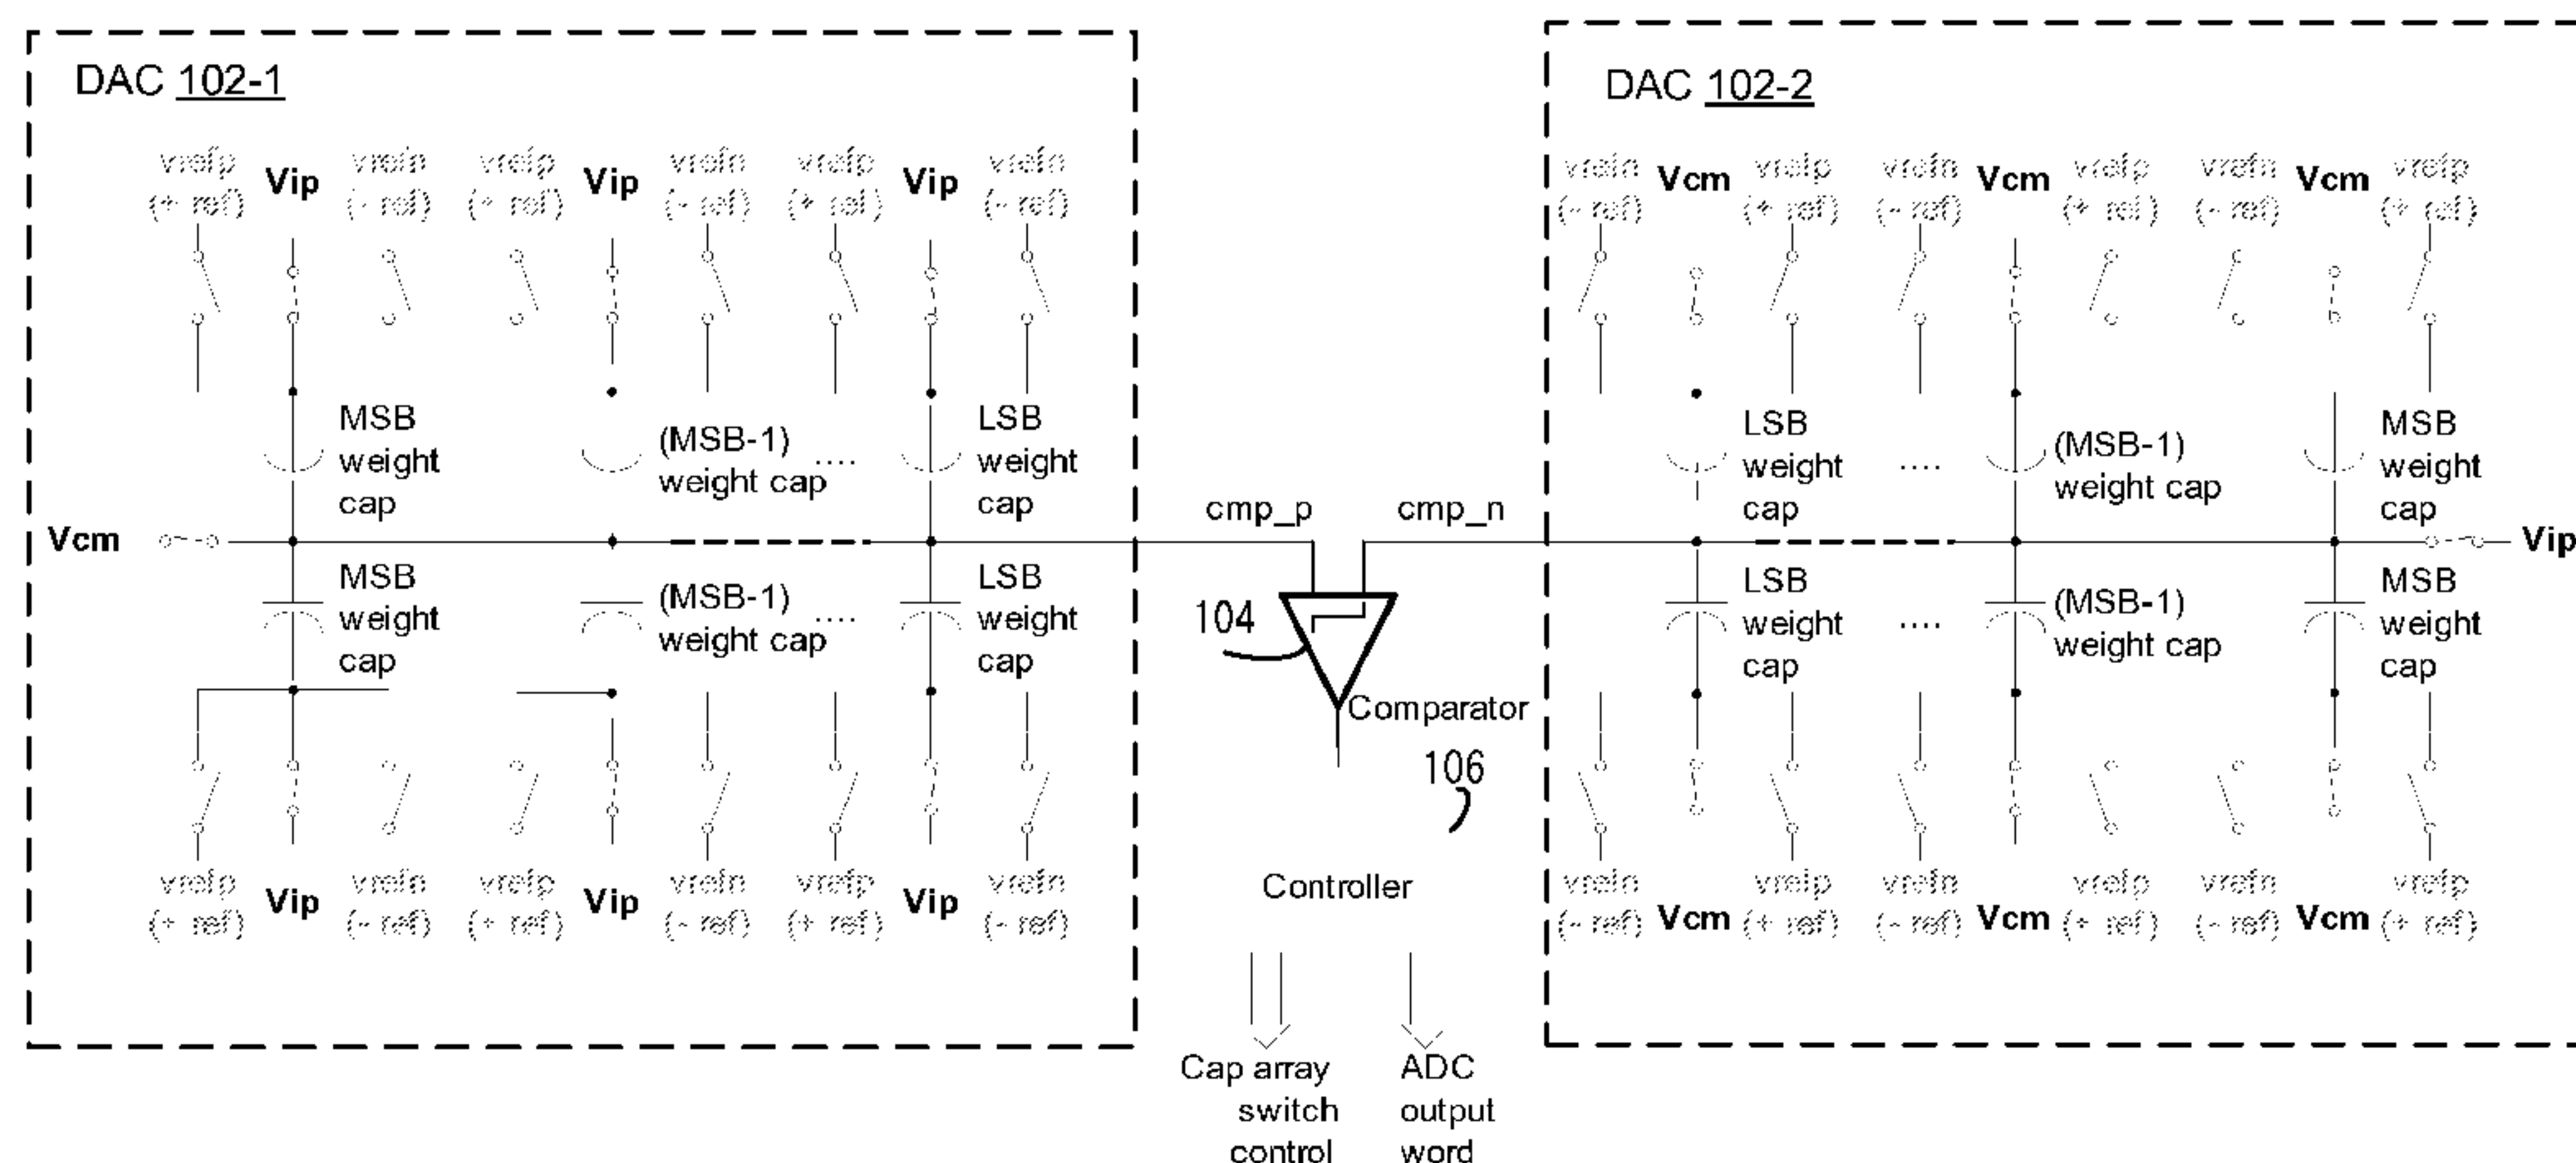 DAC 102-1
DAC 102-2
vrefp Vip vrefn vrefp Vip vrefn vrefp Vip vrefn
(+ ref) (- ref) (+ ref) (- ref) (+ ref) (- ref)
vrefn Vcm vrefp vrefn Vcm vrefp vrefn Vcm vrefp
(- ref) (+ ref) (- ref) (+ ref) (- ref) (+ ref)
MSB
weight
cap
(MSB-1)
weight cap
....
LSB
weight
cap
LSB
weight
cap
....
(MSB-1)
weight cap
MSB
weight
cap
Vcm
cmp_p
cmp_n
Vip
MSB
weight
cap
(MSB-1)
weight cap
....
LSB
weight
cap
104
Comparator
106
LSB
weight
cap
....
(MSB-1)
weight cap
MSB
weight
cap
vrefp Vip vrefn vrefp Vip vrefn vrefp Vip vrefn
(+ ref) (- ref) (+ ref) (- ref) (+ ref) (- ref)
Controller
vrefn Vcm vrefp vrefn Vcm vrefp vrefn Vcm vrefp
(- ref) (+ ref) (- ref) (+ ref) (- ref) (+ ref)
Cap array
switch
control
ADC
output
word